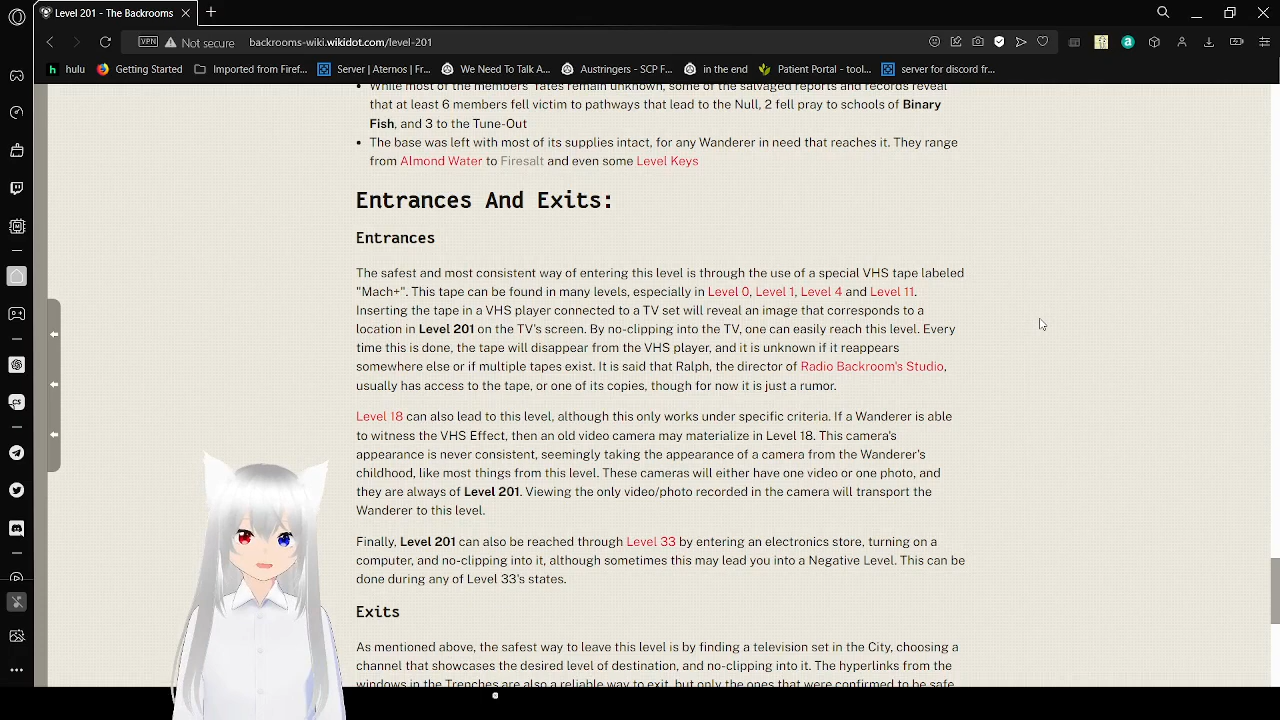 Level 201 - The Backrooms
VPN Not secure backrooms-wiki.wikidot.com/level-201
hulu Getting Started Imported from Firef... Server | Aternos | Fr... We Need To Talk A... Austringers - SCP F... in the end Patient Portal - tool... server for discord fr...
While most of the members' fates remain unknown, some of the salvaged reports and records reveal
that at least 6 members fell victim to pathways that lead to the Null, 2 fell pray to schools of Binary
Fish, and 3 to the Tune-Out
The base was left with most of its supplies intact, for any Wanderer in need that reaches it. They range
from Almond Water to Firesalt and even some Level Keys
Entrances And Exits:
Entrances
The safest and most consistent way of entering this level is through the use of a special VHS tape labeled
"Mach+". This tape can be found in many levels, especially in Level 0, Level 1, Level 4 and Level 11.
Inserting the tape in a VHS player connected to a TV set will reveal an image that corresponds to a
location in Level 201 on the TV's screen. By no-clipping into the TV, one can easily reach this level. Every
time this is done, the tape will disappear from the VHS player, and it is unknown if it reappears
somewhere else or if multiple tapes exist. It is said that Ralph, the director of Radio Backroom's Studio,
usually has access to the tape, or one of its copies, though for now it is just a rumor.
Level 18 can also lead to this level, although this only works under specific criteria. If a Wanderer is able
to witness the VHS Effect, then an old video camera may materialize in Level 18. This camera's
appearance is never consistent, seemingly taking the appearance of a camera from the Wanderer's
childhood, like most things from this level. These cameras will either have one video or one photo, and
they are always of Level 201. Viewing the only video/photo recorded in the camera will transport the
Wanderer to this level.
Finally, Level 201 can also be reached through Level 33 by entering an electronics store, turning on a
computer, and no-clipping into it, although sometimes this may lead you into a Negative Level. This can be
done during any of Level 33's states.
Exits
As mentioned above, the safest way to leave this level is by finding a television set in the City, choosing a
channel that showcases the desired level of destination, and no-clipping into it. The hyperlinks from the
windows in the Trenches are also a reliable way to exit, but only the ones that were confirmed to be safe